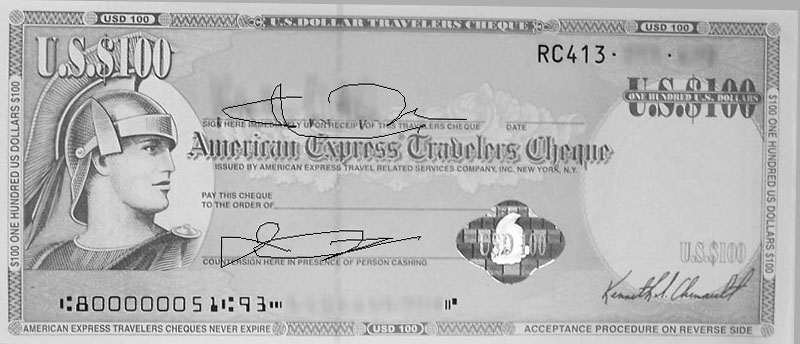 USD 100
U.S. DOLLAR TRAVELERS CHEQUE
USD 100
U.S.$100
RC413
U.S.$100
ONE HUNDRED U.S. DOLLARS
SIGN HERE IMMEDIATELY UPON RECEIPT OF THIS TRAVELERS CHEQUE DATE
American Express Travelers Cheque
ISSUED BY AMERICAN EXPRESS TRAVEL RELATED SERVICES COMPANY, INC. NEW YORK, N.Y.
PAY THIS CHEQUE
TO THE ORDER OF
U.S.$100
COUNTERSIGN HERE IN PRESENCE OF PERSON CASHING
Kenneth I. Chenault
⑆800000051⑆93⑈ ⑈
AMERICAN EXPRESS TRAVELERS CHEQUES NEVER EXPIRE
USD 100
ACCEPTANCE PROCEDURE ON REVERSE SIDE
$100 ONE HUNDRED US DOLLARS $100
$100 ONE HUNDRED US DOLLARS $100